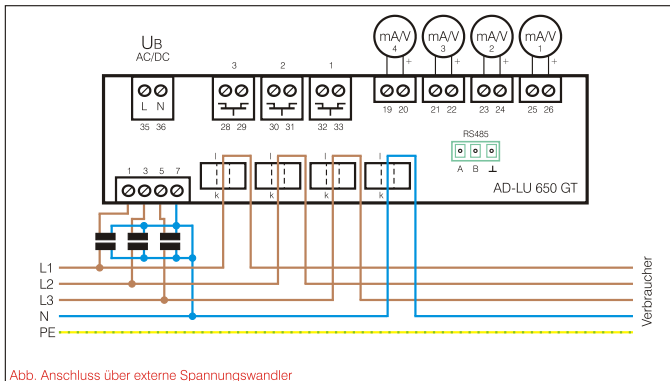 UB
AC/DC
3
2
1
mA/V
4
+
mA/V
3
+
mA/V
2
+
mA/V
1
+
L N
35 36
28 29
30 31
32 33
19 20
21 22
23 24
25 26
RS485
A B ⊥
1 3 5 7
l
k
l
k
l
k
l
k
AD-LU 650 GT
L1
L2
L3
N
PE
Verbraucher
Abb. Anschluss über externe Spannungswandler